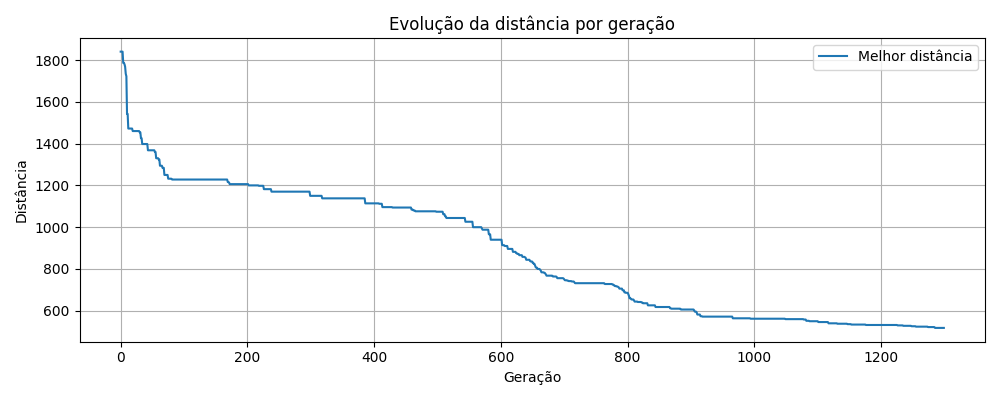 Evolução da distância por geração
Melhor distância
Distância
1800
1600
1400
1200
1000
800
600
0 200 400 600 800 1000 1200
Geração